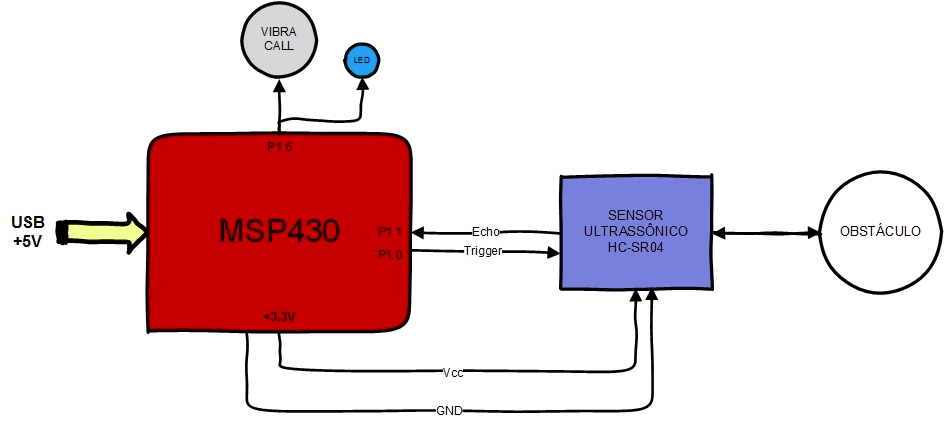 VIBRA
CALL
LED
P1.6
USB
+5V
MSP430
P1.1
P1.0
Echo
Trigger
SENSOR
ULTRASSÔNICO
HC-SR04
OBSTÁCULO
+3.3V
Vcc
GND